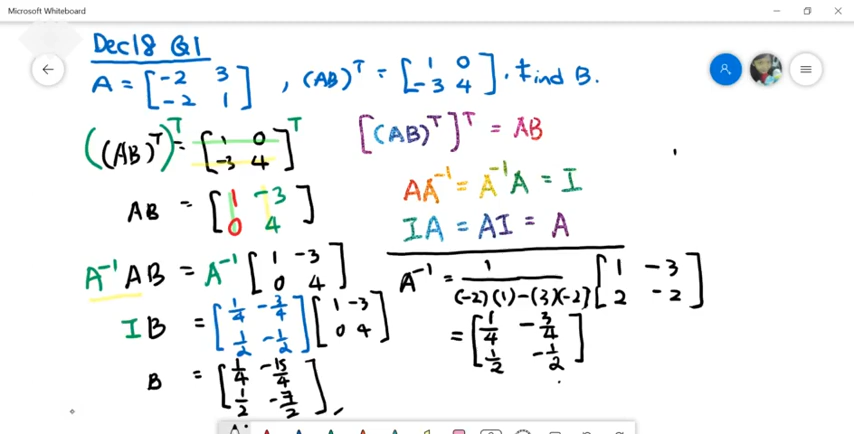 Microsoft Whiteboard
Dec18 Q1
A = [-2 3; -2 1], (AB)ᵀ = [1 0; -3 4]. Find B.
((AB)ᵀ)ᵀ = [1 0; -3 4]ᵀ
AB = [1 -3; 0 4]
A⁻¹AB = A⁻¹ [1 -3; 0 4]
IB = [1/4 -3/4; 1/2 -1/2] [1 -3; 0 4]
B = [1/4 -15/4; 1/2 -7/2],
[(AB)ᵀ]ᵀ = AB
AA⁻¹ = A⁻¹A = I
IA = AI = A
A⁻¹ = 1/((-2)(1)-(3)(-2)) [1 -3; 2 -2]
= [1/4 -3/4; 1/2 -1/2]